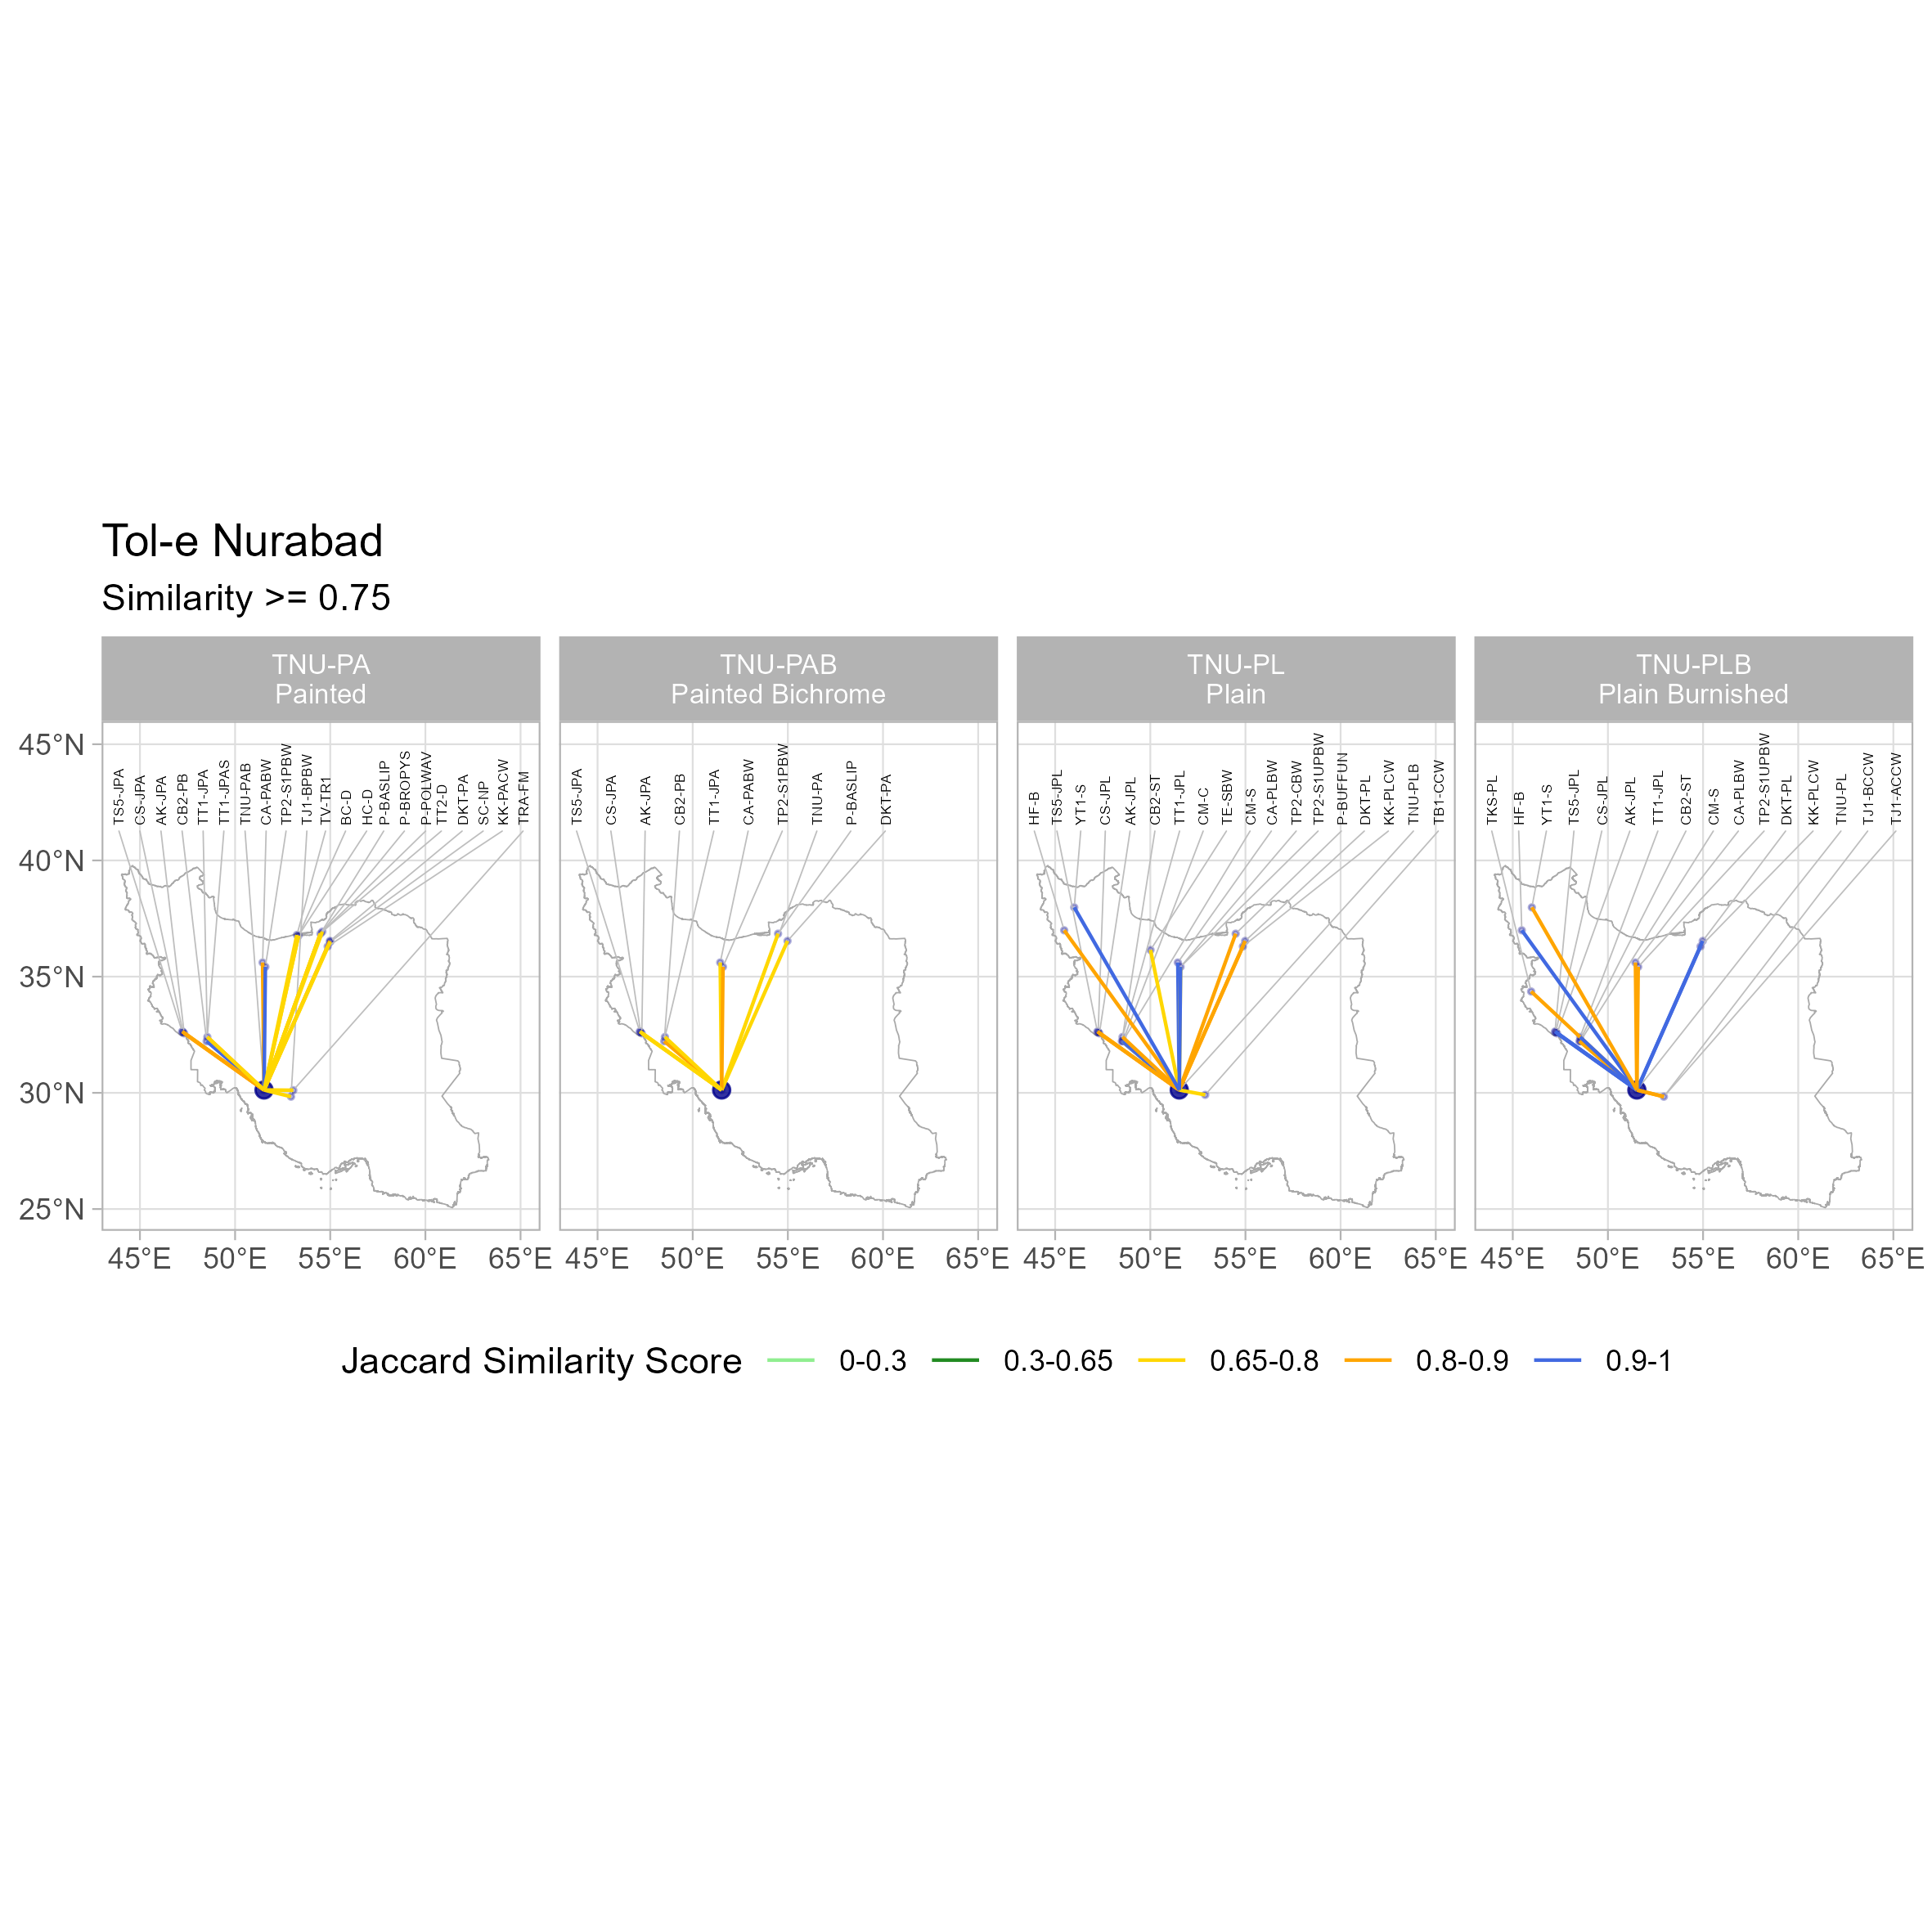 Tol-e Nurabad
Similarity >= 0.75
TNU-PA
Painted
TNU-PAB
Painted Bichrome
TNU-PL
Plain
TNU-PLB
Plain Burnished
45°N
40°N
35°N
30°N
25°N
TS5-JPA
CS-JPA
AK-JPA
CB2-PB
TT1-JPA
TT1-JPAS
TNU-PAB
CA-PABW
TP2-S1PBW
TJ1-BPBW
TV-TR1
BC-D
HC-D
P-BASLIP
P-BROPYS
P-POLWAV
TT2-D
DKT-PA
SC-NP
KK-PACW
TRA-FM
TS5-JPA
CS-JPA
AK-JPA
CB2-PB
TT1-JPA
CA-PABW
TP2-S1PBW
TNU-PA
P-BASLIP
DKT-PA
HF-B
TS5-JPL
YT1-S
CS-JPL
AK-JPL
CB2-ST
TT1-JPL
CM-C
TE-SBW
CM-S
CA-PLBW
TP2-CBW
TP2-S1UPBW
P-BUFFUN
DKT-PL
KK-PLCW
TNU-PLB
TB1-CCW
TKS-PL
HF-B
YT1-S
TS5-JPL
CS-JPL
AK-JPL
TT1-JPL
CB2-ST
CM-S
CA-PLBW
TP2-S1UPBW
DKT-PL
KK-PLCW
TNU-PL
TJ1-BCCW
TJ1-ACCW
45°E 50°E 55°E 60°E 65°E
45°E 50°E 55°E 60°E 65°E
45°E 50°E 55°E 60°E 65°E
45°E 50°E 55°E 60°E 65°E
Jaccard Similarity Score 0-0.3 0.3-0.65 0.65-0.8 0.8-0.9 0.9-1